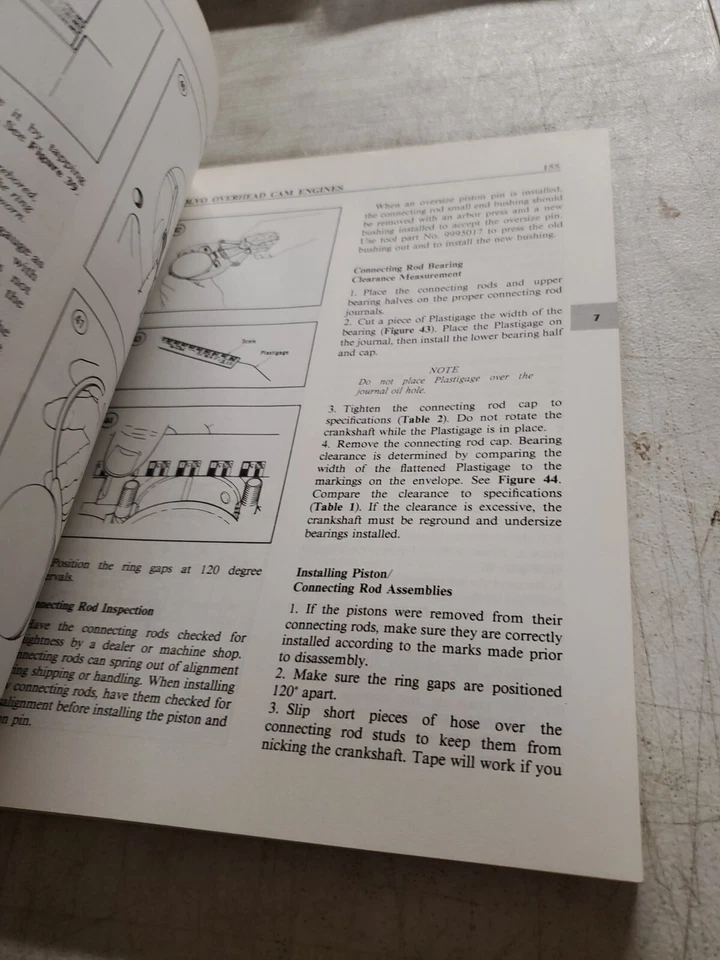 it by tapping
See Figure 39.
with
not
the
155
VO OVERHEAD CAM ENGINES
Scale
Plastigage
Position the ring gaps at 120 degree
Connecting Rod Inspection
Have the connecting rods checked for
by a dealer or machine shop.
connecting rods can spring out of alignment
shipping or handling. When installing
connecting rods, have them checked for
alignment before installing the piston and
pin.
When an oversize piston pin is installed,
the connecting rod small end bushing should
be removed with an arbor press and a new
bushing installed to accept the oversize pin.
Use tool part No. 9995017 to press the old
bushing out and to install the new bushing.
Connecting Rod Bearing
Clearance Measurement
1. Place the connecting rods and upper
bearing halves on the proper connecting rod
journals.
2. Cut a piece of Plastigage the width of the
bearing (Figure 43). Place the Plastigage on
the journal, then install the lower bearing half
and cap.
NOTE
Do not place Plastigage over the
journal oil hole.
3. Tighten the connecting rod cap to
specifications (Table 2). Do not rotate the
crankshaft while the Plastigage is in place.
4. Remove the connecting rod cap. Bearing
clearance is determined by comparing the
width of the flattened Plastigage to the
markings on the envelope. See Figure 44.
Compare the clearance to specifications
(Table 1). If the clearance is excessive, the
crankshaft must be reground and undersize
bearings installed.
Installing Piston/
Connecting Rod Assemblies
1. If the pistons were removed from their
connecting rods, make sure they are correctly
installed according to the marks made prior
to disassembly.
2. Make sure the ring gaps are positioned
120° apart.
3. Slip short pieces of hose over the
connecting rod studs to keep them from
nicking the crankshaft. Tape will work if you
7